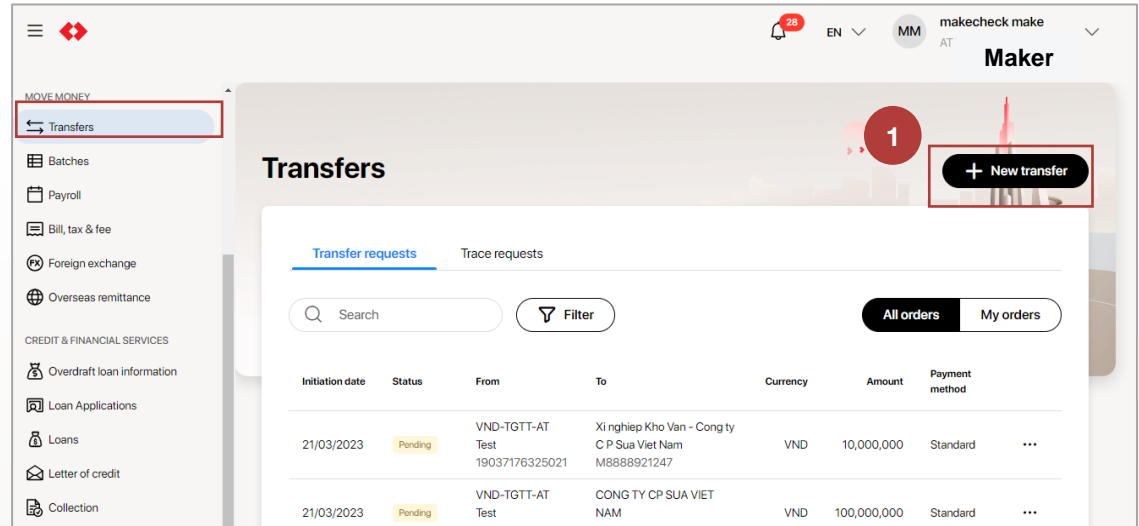 28
EN
MM
makecheck make
AT
Maker
MOVE MONEY
Transfers
Batches
Payroll
Bill, tax & fee
FX Foreign exchange
Overseas remittance
CREDIT & FINANCIAL SERVICES
Overdraft loan information
Loan Applications
Loans
Letter of credit
Collection
1
Transfers
+ New transfer
Transfer requests Trace requests
Search Filter All orders My orders
Initiation date Status From To Currency Amount Payment
method
VND-TGTT-AT Xi nghiep Kho Van - Cong ty
21/03/2023 Pending Test C P Sua Viet Nam VND 10,000,000 Standard ...
19037176325021 M8888921247
VND-TGTT-AT CONG TY CP SUA VIET
21/03/2023 Pending Test NAM VND 100,000,000 Standard ...